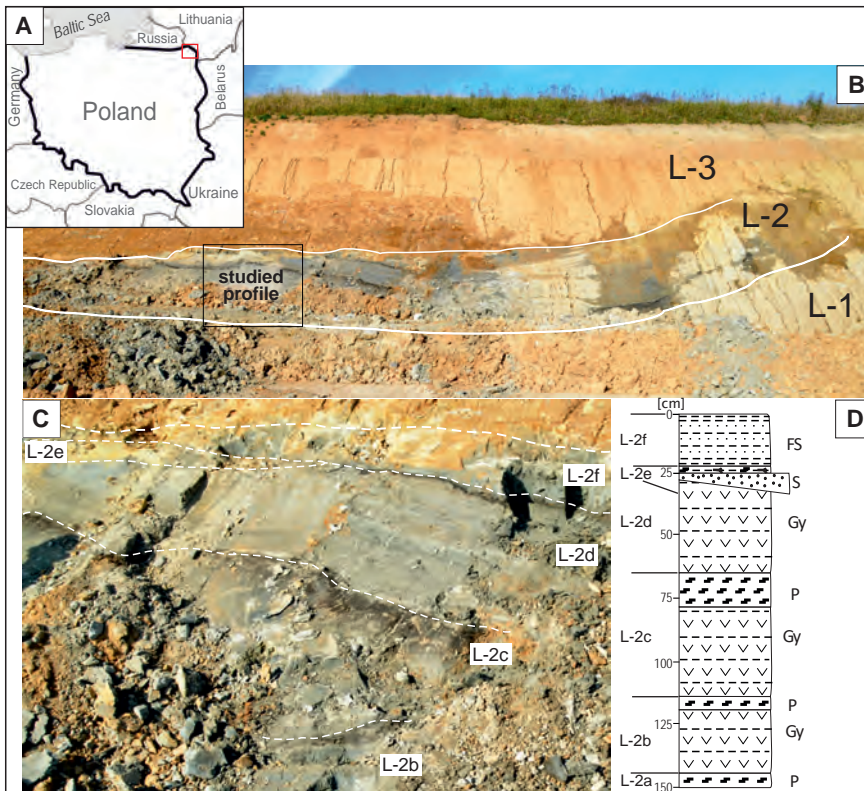 A
Baltic Sea
Lithuania
Russia
Germany
Poland
Belarus
Czech Republic
Slovakia
Ukraine
B
L-3
L-2
L-1
studied
profile
C
L-2e
L-2f
L-2d
L-2c
L-2b
D
[cm]
0
L-2f
FS
25
L-2e
S
L-2d
Gy
50
P
75
L-2c
Gy
100
P
125
Gy
L-2b
L-2a
P
150